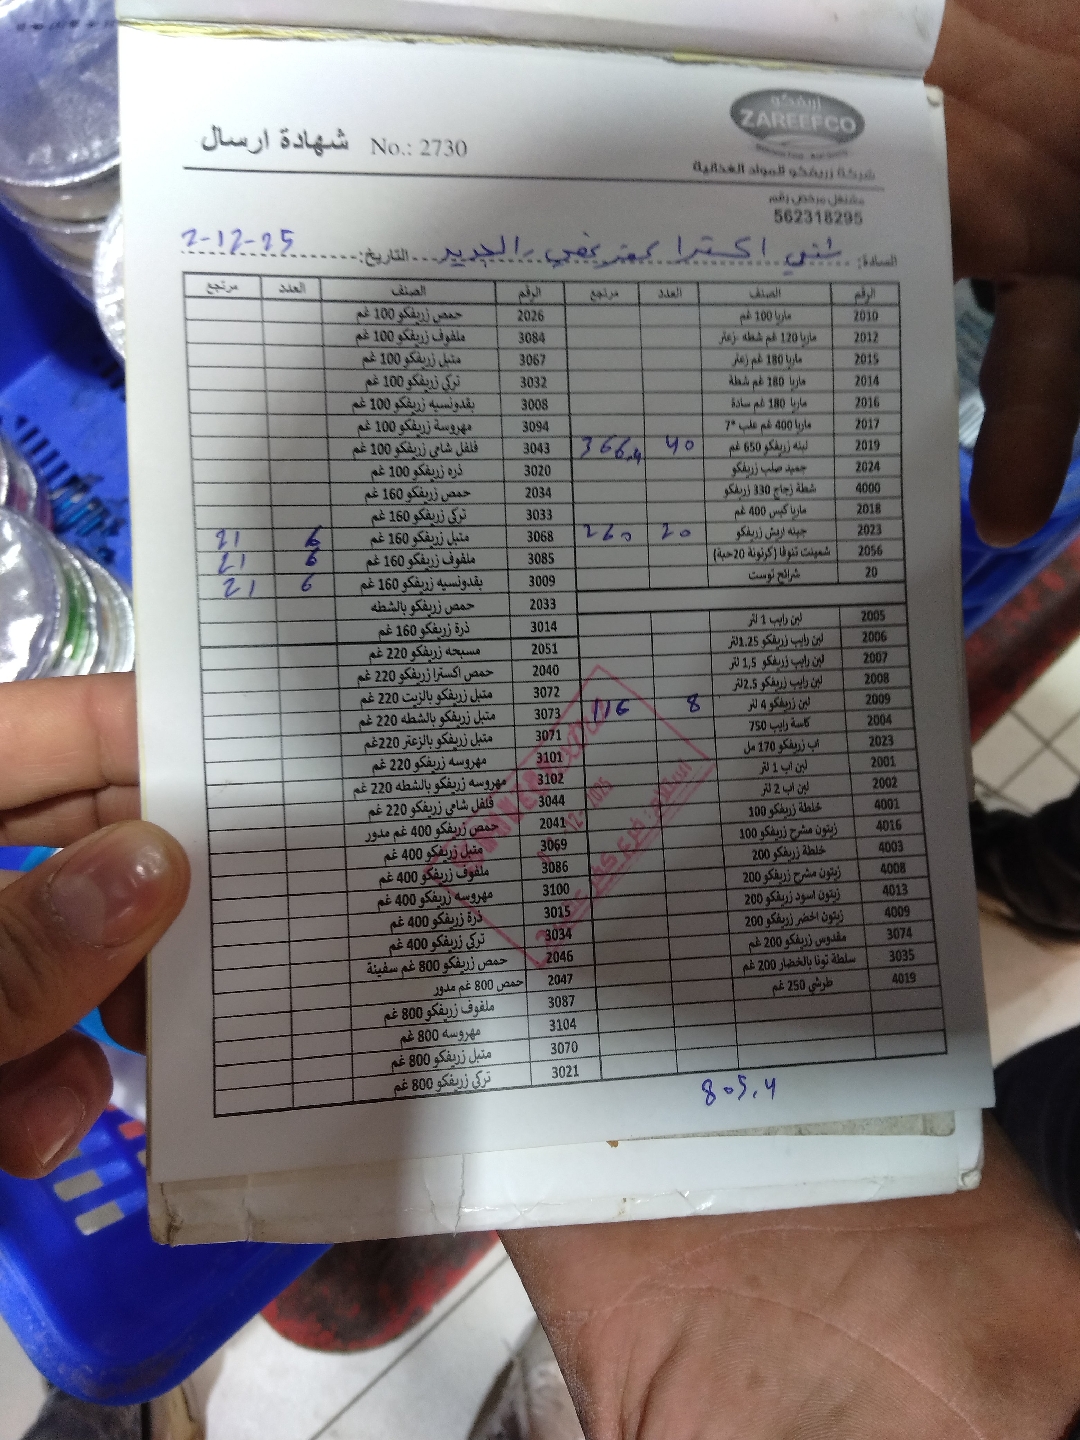 زريفكو
ZAREEFCO
شهادة ارسال No.: 2730
شركة زريفكو للمواد الغذائية
مشتغل مرخص رقم
562318295
السادة: اكسترا الجديد التاريخ: 2-12-25
الرقم الصنف العدد مرتجع الرقم الصنف العدد مرتجع
2010 ماريا 100 غم 2026 حمص زريفكو 100 غم
2012 ماريا 120 غم شطه -زعتر 3084 ملفوف زريفكو 100 غم
2015 ماريا 180 غم زعتر 3067 متبل زريفكو 100 غم
2014 ماريا 180 غم شطة 3032 تركي زريفكو 100 غم
2016 ماريا 180 غم سادة 3008 بقدونسيه زريفكو 100 غم
2017 ماريا 400 غم علب *7 3094 مهروسة زريفكو 100 غم
2019 لبنه زريفكو 650 غم 40 366.4 3043 فلفل شامي زريفكو 100 غم
2024 جميد صلب زريفكو 3020 ذره زريفكو 100 غم
4000 شطة زجاج 330 زريفكو 2034 حمص زريفكو 160 غم
2018 ماريا كيس 400 غم 3033 تركي زريفكو 160 غم
2023 جبنه اريش زريفكو 20 260 3068 متبل زريفكو 160 غم 6 21
2056 شمينت تنوفا (كرتونة 20حبة) 3085 ملفوف زريفكو 160 غم 6 21
20 شرائح توست 3009 بقدونسيه زريفكو 160 غم 6 21
2033 حمص زريفكو بالشطه
2005 لبن رايب 1 لتر 3014 ذرة زريفكو 160 غم
2006 لبن رايب زريفكو 1.25لتر 2051 مسبحه زريفكو 220 غم
2007 لبن رايب زريفكو 1,5 لتر 2040 حمص اكسترا زريفكو 220 غم
2008 لبن رايب زريفكو 2.5لتر 3072 متبل زريفكو بالزيت 220 غم
2009 لبن زريفكو 4 لتر 8 116 3073 متبل زريفكو بالشطه 220 غم
2004 كاسة رايب 750 3071 متبل زريفكو بالزعتر 220غم
2023 اب زريفكو 170 مل 3101 مهروسه زريفكو 220 غم
2001 لبن اب 1 لتر 3102 مهروسه زريفكو بالشطه 220 غم
2002 لبن اب 2 لتر 3044 فلفل شامي زريفكو 220 غم
4001 خلطة زريفكو 100 2041 حمص زريفكو 400 غم مدور
4016 زيتون مشرح زريفكو 100 3069 متبل زريفكو 400 غم
4003 خلطة زريفكو 200 3086 ملفوف زريفكو 400 غم
4008 زيتون مشرح زريفكو 200 3100 مهروسه زريفكو 400 غم
4013 زيتون اسود زريفكو 200 3015 ذرة زريفكو 400 غم
4009 زيتون اخضر زريفكو 200 3034 تركي زريفكو 400 غم
3074 مقدوس زريفكو 200 غم 2046 حمص زريفكو 800 غم سفينة
3035 سلطة تونا بالخضار 200 غم 2047 حمص 800 غم مدور
4019 طرشي 250 غم 3087 ملفوف زريفكو 800 غم
3104 مهروسه 800 غم
3070 متبل زريفكو 800 غم
3021 تركي زريفكو 800 غم
805.4